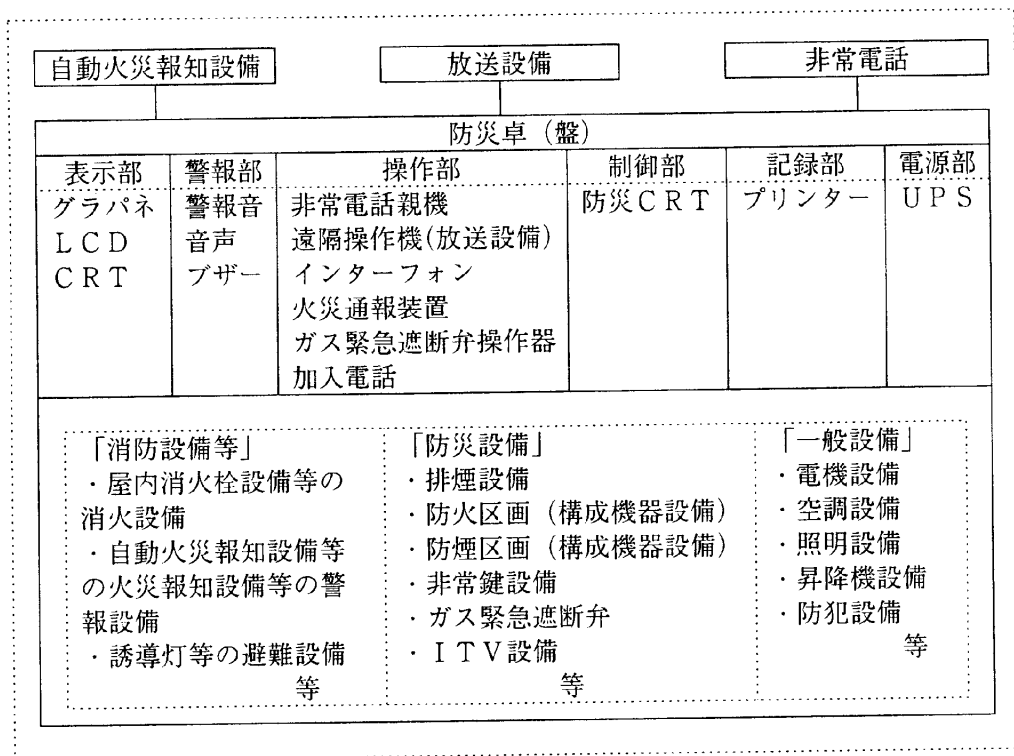 自動火災報知設備
放送設備
非常電話
防災卓（盤）
表示部
グラパネ
ＬＣＤ
ＣＲＴ
警報部
警報音
音声
ブザー
操作部
非常電話親機
遠隔操作機(放送設備)
インターフォン
火災通報装置
ガス緊急遮断弁操作器
加入電話
制御部
防災ＣＲＴ
記録部
プリンター
電源部
ＵＰＳ
「消防設備等」
・屋内消火栓設備等の
消火設備
・自動火災報知設備等
の火災報知設備等の警
報設備
・誘導灯等の避難設備
等
「防災設備」
・排煙設備
・防火区画（構成機器設備）
・防煙区画（構成機器設備）
・非常鍵設備
・ガス緊急遮断弁
・ＩＴＶ設備
等
「一般設備」
・電機設備
・空調設備
・照明設備
・昇降機設備
・防犯設備
等